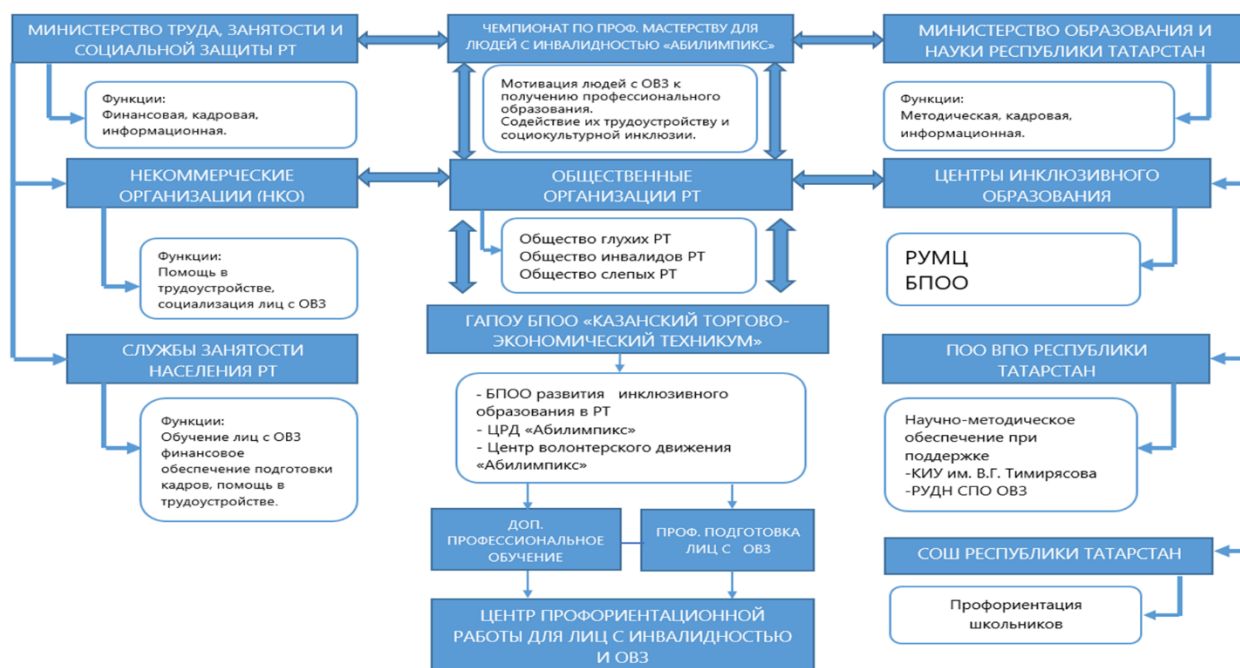 МИНИСТЕРСТВО ТРУДА, ЗАНЯТОСТИ И
СОЦИАЛЬНОЙ ЗАЩИТЫ РТ
ЧЕМПИОНАТ ПО ПРОФ. МАСТЕРСТВУ ДЛЯ
ЛЮДЕЙ С ИНВАЛИДНОСТЬЮ «АБИЛИМПИКС»
МИНИСТЕРСТВО ОБРАЗОВАНИЯ И
НАУКИ РЕСПУБЛИКИ ТАТАРСТАН
Функции:
Финансовая, кадровая,
информационная.
Мотивация людей с ОВЗ к
получению профессионального
образования.
Содействие их трудоустройству и
социокультурной инклюзии.
Функции:
Методическая, кадровая,
информационная.
НЕКОММЕРЧЕСКИЕ
ОРГАНИЗАЦИИ (НКО)
ОБЩЕСТВЕННЫЕ
ОРГАНИЗАЦИИ РТ
ЦЕНТРЫ ИНКЛЮЗИВНОГО
ОБРАЗОВАНИЯ
Функции:
Помощь в
трудоустройстве,
социализация лиц с ОВЗ
Общество глухих РТ
Общество инвалидов РТ
Общество слепых РТ
РУМЦ
БПОО
СЛУЖБЫ ЗАНЯТОСТИ
НАСЕЛЕНИЯ РТ
ГАПОУ БПОО «КАЗАНСКИЙ ТОРГОВО-
ЭКОНОМИЧЕСКИЙ ТЕХНИКУМ»
ПОО ВПО РЕСПУБЛИКИ
ТАТАРСТАН
Функции:
Обучение лиц с ОВЗ
финансовое
обеспечение подготовки
кадров, помощь в
трудоустройстве.
- БПОО развития инклюзивного
образования в РТ
- ЦРД «Абилимпикс»
- Центр волонтерского движения
«Абилимпикс»
Научно-методическое
обеспечение при
поддержке
-КИУ им. В.Г. Тимирясова
-РУДН СПО ОВЗ
ДОП.
ПРОФЕССИОНАЛЬНОЕ
ОБУЧЕНИЕ
ПРОФ. ПОДГОТОВКА
ЛИЦ С ОВЗ
СОШ РЕСПУБЛИКИ ТАТАРСТАН
Профориентация
школьников
ЦЕНТР ПРОФОРИЕНТАЦИОННОЙ
РАБОТЫ ДЛЯ ЛИЦ С ИНВАЛИДНОСТЬЮ
И ОВЗ